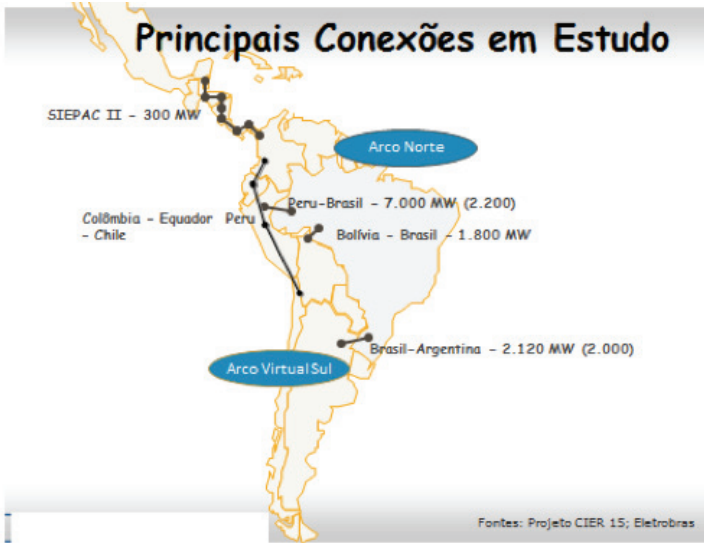 Principais Conexões em Estudo
SIEPAC II - 300 MW
Arco Norte
Peru-Brasil - 7.000 MW (2.200)
Colômbia - Equador Peru
- Chile
Bolívia - Brasil - 1.800 MW
Brasil-Argentina - 2.120 MW (2.000)
Arco Virtual Sul
Fontes: Projeto CIER 15; Eletrobras